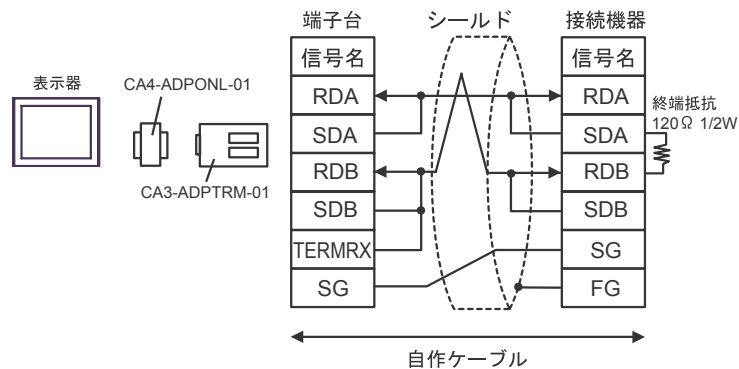 端子台
シールド
接続機器
信号名
信号名
表示器
CA4-ADPONL-01
CA3-ADPTRM-01
RDA
RDA
終端抵抗
120Ω 1/2W
SDA
SDA
RDB
RDB
SDB
SDB
TERMRX
SG
SG
FG
自作ケーブル